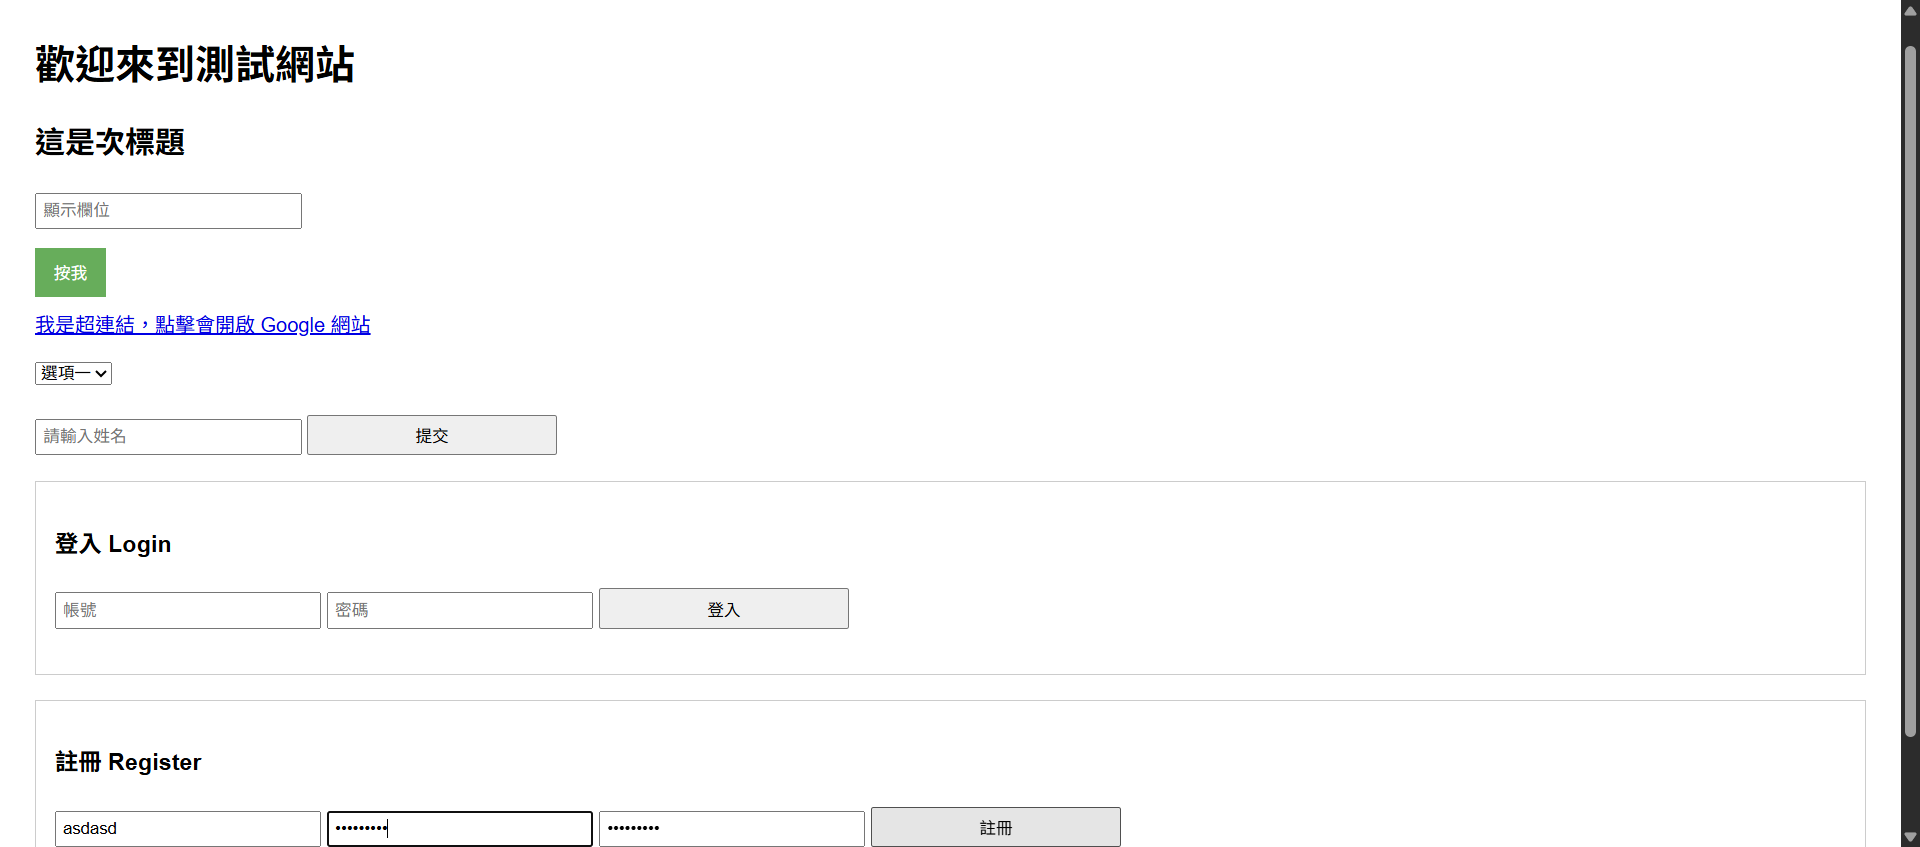 歡迎來到測試網站
這是次標題
顯示欄位
按我
我是超連結，點擊會開啟 Google 網站
選項一
請輸入姓名 提交
登入 Login
帳號 密碼 登入
註冊 Register
asdasd ••••••••• ••••••••• 註冊